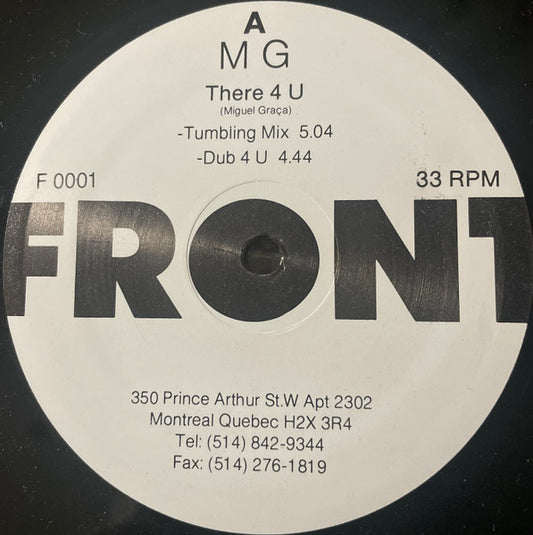 A
M G
There 4 U
(Miguel Graça)
-Tumbling Mix 5.04
-Dub 4 U 4.44
F 0001 33 RPM
FRONT
350 Prince Arthur St.W Apt 2302
Montreal Quebec H2X 3R4
Tel: (514) 842-9344
Fax: (514) 276-1819